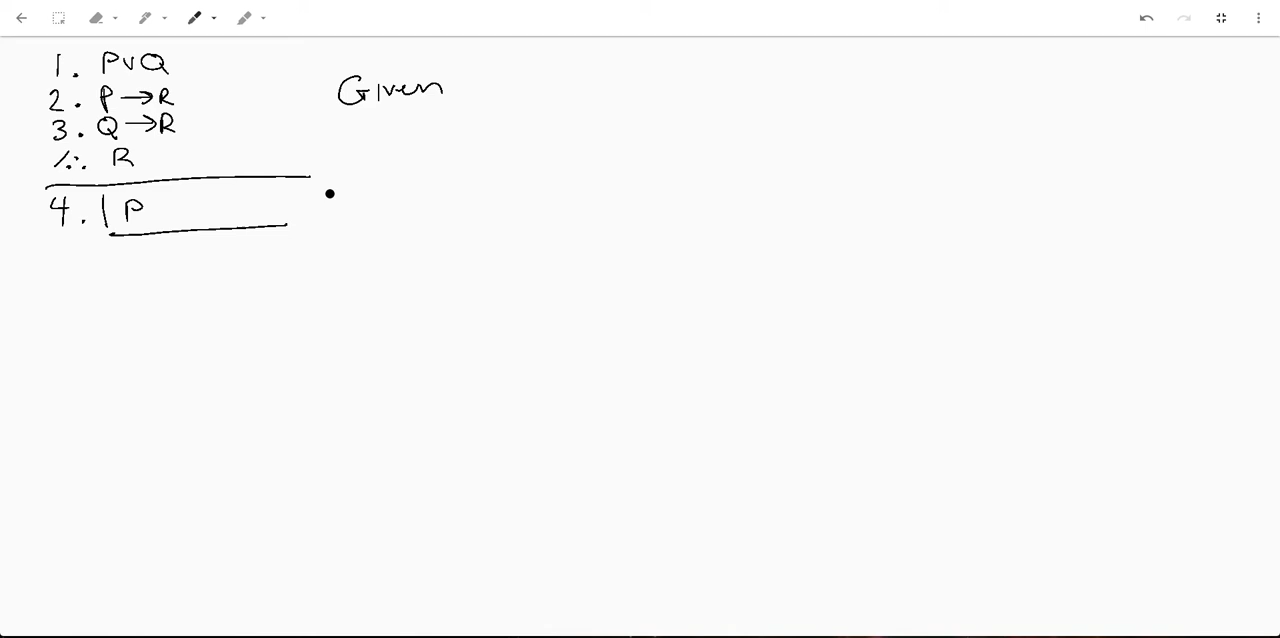 1. P∨Q
Given
2. P→R
3. Q→R
/∴ R
4. | P